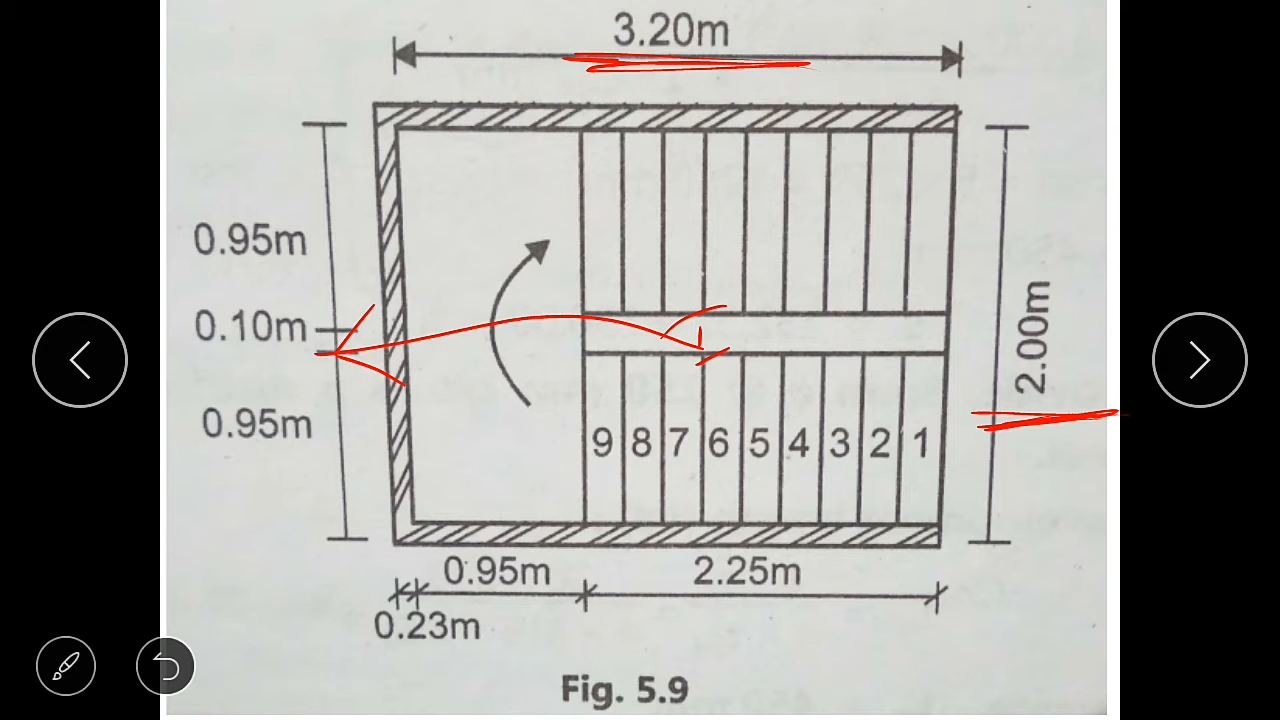 3.20m
0.95m
0.10m
2.00m
0.95m
9 8 7 6 5 4 3 2 1
0.95m
2.25m
0.23m
Fig. 5.9